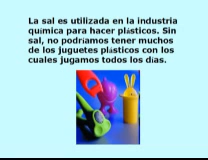 La sal es utilizada en la industria
química para hacer plásticos. Sin
sal, no podríamos tener muchos
de los juguetes plásticos con los
cuales jugamos todos los días.